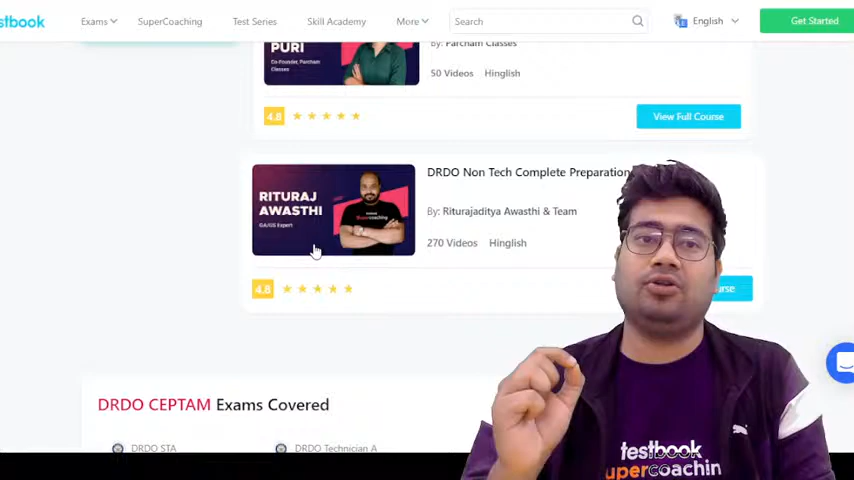 stbook Exams SuperCoaching Test Series Skill Academy More Search English Get Started
PURI
Co-Founder, Parcham
Classes
By: Parcham Classes
50 Videos Hinglish
4.8
View Full Course
RITURAJ
AWASTHI
GA/GS Expert
DRDO Non Tech Complete Preparation
By: Riturajaditya Awasthi & Team
270 Videos Hinglish
4.8
urse
DRDO CEPTAM Exams Covered
DRDO STA
DRDO Technician A
testbook
supercoachin